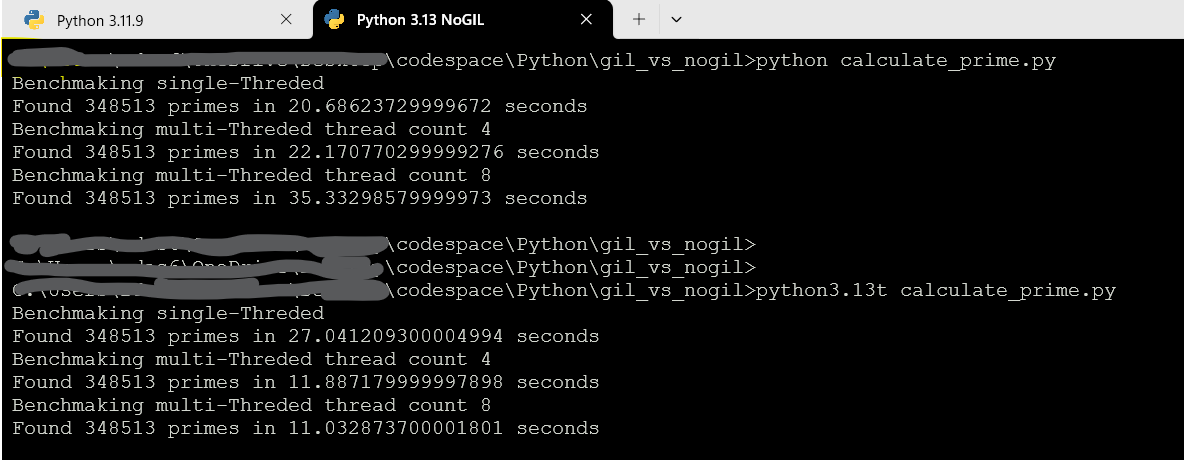 Python 3.11.9
Python 3.13 NoGIL
\codespace\Python\gil_vs_nogil>python calculate_prime.py
Benchmaking single-Threded
Found 348513 primes in 20.68623729999672 seconds
Benchmaking multi-Threded thread count 4
Found 348513 primes in 22.170770299999276 seconds
Benchmaking multi-Threded thread count 8
Found 348513 primes in 35.33298579999973 seconds
\codespace\Python\gil_vs_nogil>
\codespace\Python\gil_vs_nogil>
\codespace\Python\gil_vs_nogil>python3.13t calculate_prime.py
Benchmaking single-Threded
Found 348513 primes in 27.041209300004994 seconds
Benchmaking multi-Threded thread count 4
Found 348513 primes in 11.887179999997898 seconds
Benchmaking multi-Threded thread count 8
Found 348513 primes in 11.032873700001801 seconds